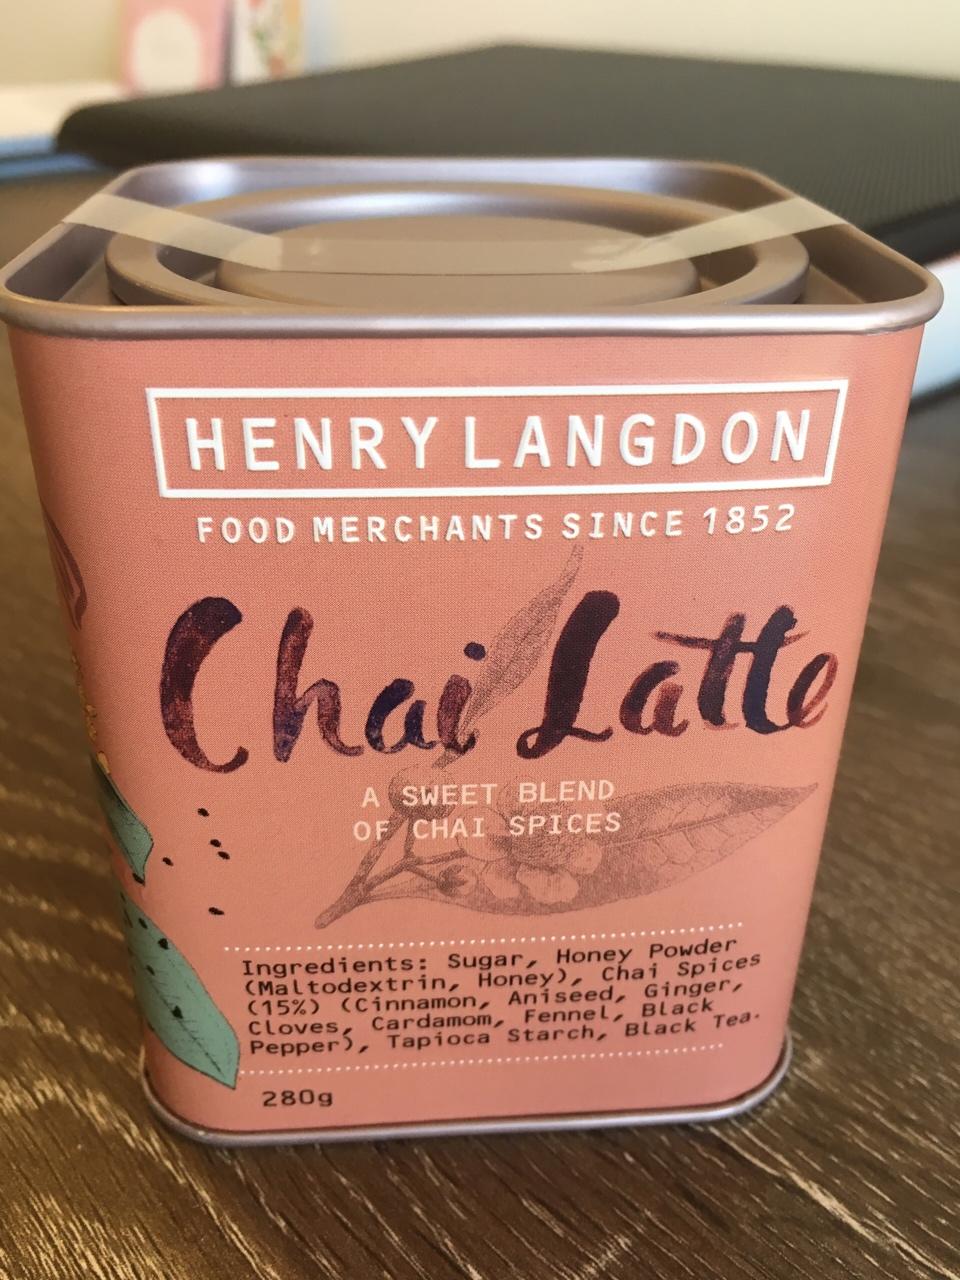 HENRY LANGDON
FOOD MERCHANTS SINCE 1852
Chai Latte
A SWEET BLEND
OF CHAI SPICES
Ingredients: Sugar, Honey Powder
(Maltodextrin, Honey), Chai Spices
(15%) (Cinnamon, Aniseed, Ginger,
Cloves, Cardamom, Fennel, Black
Pepper), Tapioca Starch, Black Tea.
280g